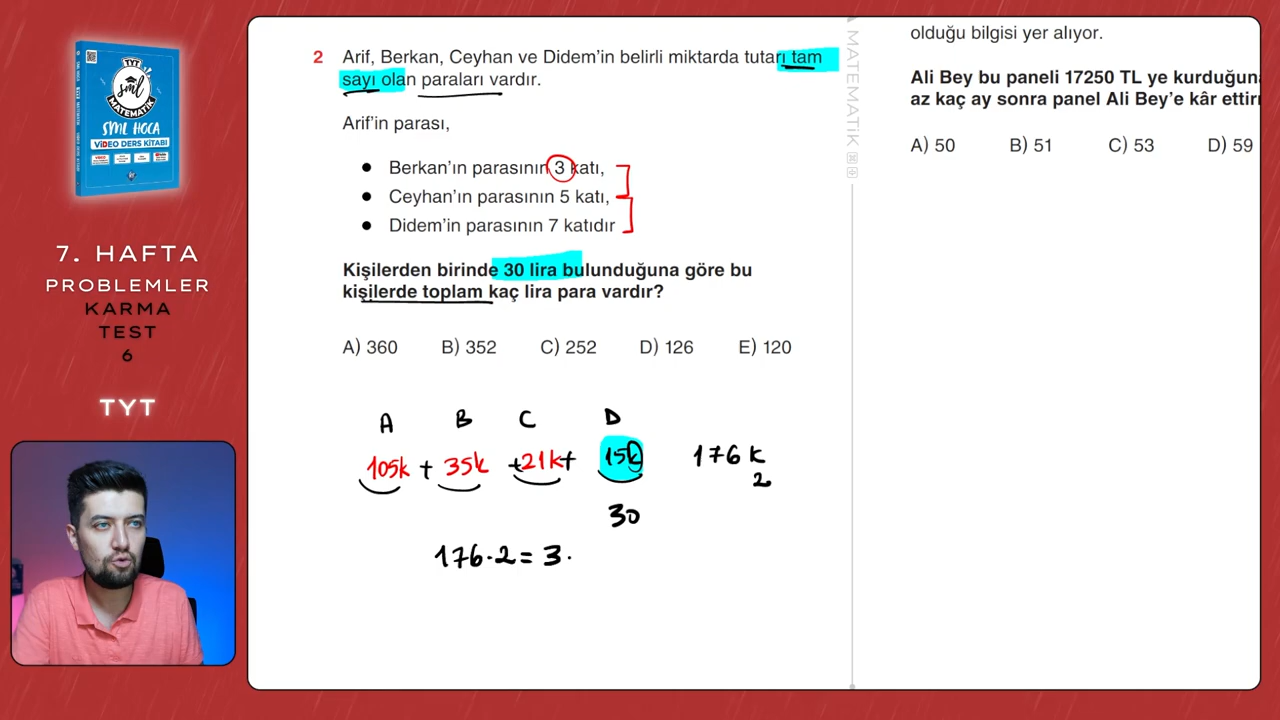 TYT
sml
MATEMATİK
SML HOCA
VİDEO DERS KİTABI
7. HAFTA
PROBLEMLER
KARMA
TEST
6
TYT
2 Arif, Berkan, Ceyhan ve Didem’in belirli miktarda tutarı tam
sayı olan paraları vardır.
Arif’in parası,
● Berkan’ın parasının 3 katı,
● Ceyhan’ın parasının 5 katı,
● Didem’in parasının 7 katıdır
Kişilerden birinde 30 lira bulunduğuna göre bu
kişilerde toplam kaç lira para vardır?
A) 360 B) 352 C) 252 D) 126 E) 120
A B C D
105k + 35k + 21k + 15k 176 k
2
30
176 · 2 = 3 ·
MATEMATİK
olduğu bilgisi yer alıyor.
Ali Bey bu paneli 17250 TL ye kurduğuna
az kaç ay sonra panel Ali Bey’e kâr ettir
A) 50 B) 51 C) 53 D) 59